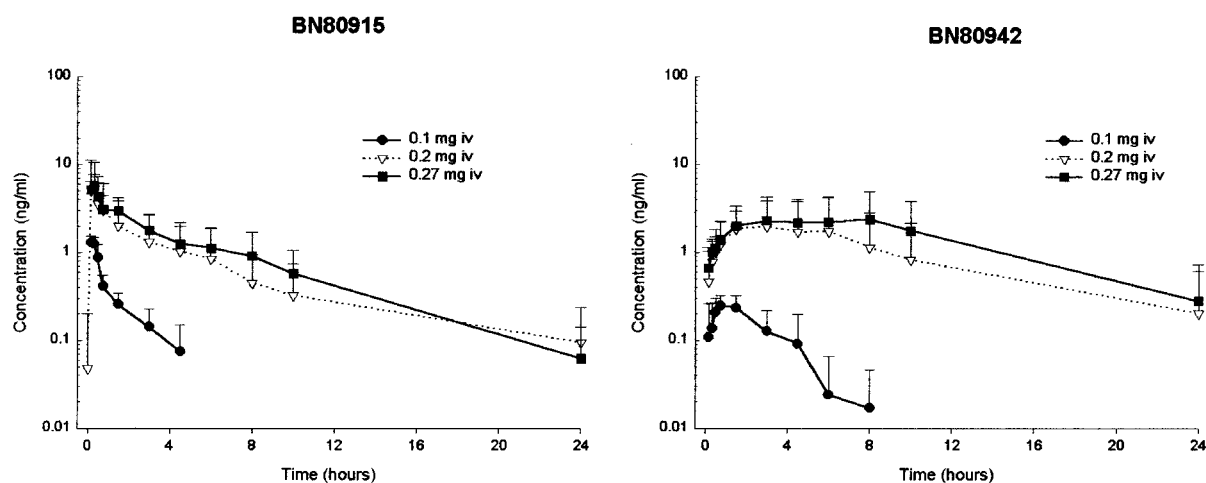 BN80915
100
10
1
0.1
0.01
Concentration (ng/ml)
0.1 mg iv
0.2 mg iv
0.27 mg iv
0 4 8 12 16 20 24
Time (hours)
BN80942
100
10
1
0.1
0.01
Concentration (ng/ml)
0.1 mg iv
0.2 mg iv
0.27 mg iv
0 4 8 12 16 20 24
Time (hours)